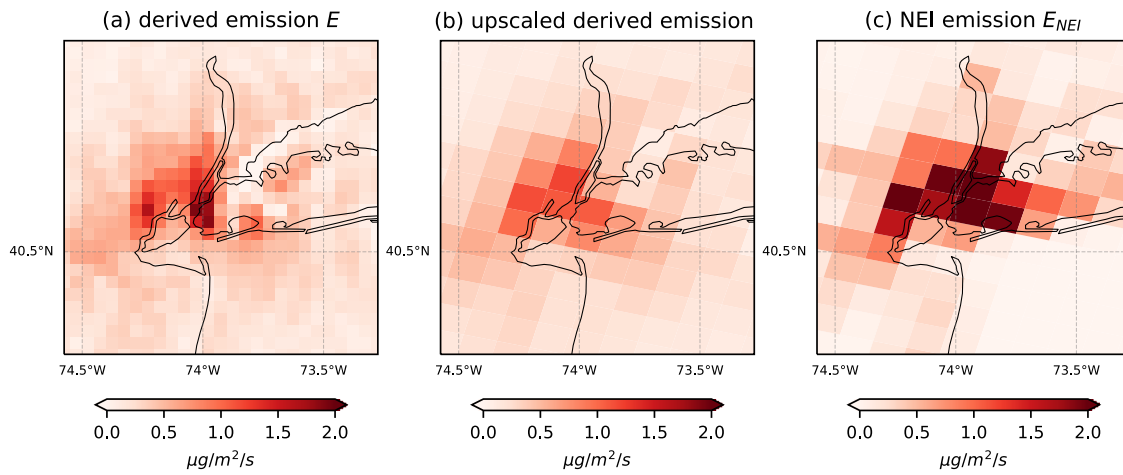 (a) derived emission E
(b) upscaled derived emission
(c) NEI emission E_NEI
40.5°N
40.5°N
40.5°N
74.5°W 74°W 73.5°W
74.5°W 74°W 73.5°W
74.5°W 74°W 73.5°W
0.0 0.5 1.0 1.5 2.0
0.0 0.5 1.0 1.5 2.0
0.0 0.5 1.0 1.5 2.0
μg/m²/s
μg/m²/s
μg/m²/s